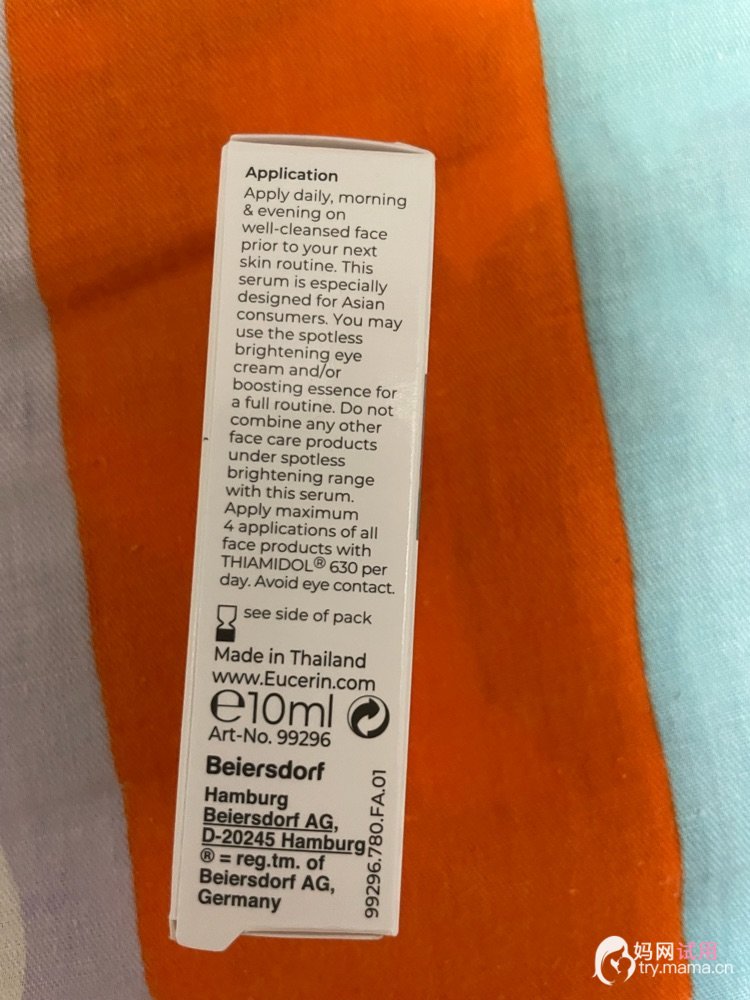 Application
Apply daily, morning
& evening on
well-cleansed face
prior to your next
skin routine. This
serum is especially
designed for Asian
consumers. You may
use the spotless
brightening eye
cream and/or
boosting essence for
a full routine. Do not
combine any other
face care products
under spotless
brightening range
with this serum.
Apply maximum
4 applications of all
face products with
THIAMIDOL® 630 per
day. Avoid eye contact.
see side of pack
Made in Thailand
www.Eucerin.com
e10ml
Art-No. 99296
Beiersdorf
Hamburg
Beiersdorf AG,
D-20245 Hamburg
® = reg.tm. of
Beiersdorf AG,
Germany
99296.780.FA.01
妈网试用
try.mama.cn